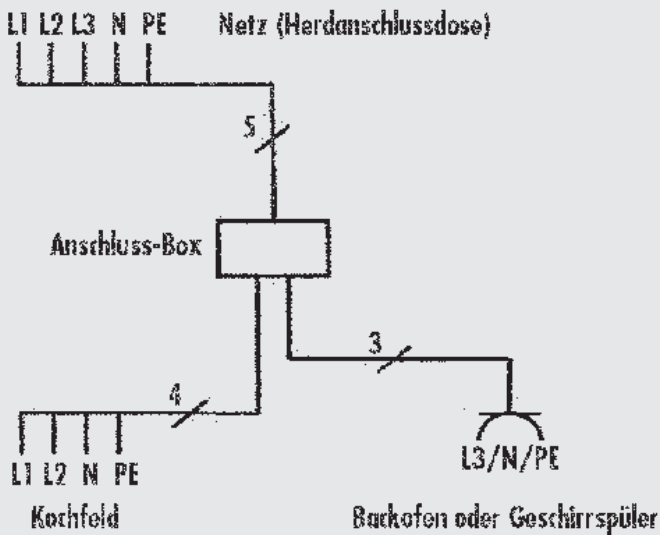 L1 L2 L3 N PE Netz (Herdanschlussdose)
5
Anschluss-Box
3
4
L1 L2 N PE
L3/N/PE
Kochfeld
Backofen oder Geschirrspüler